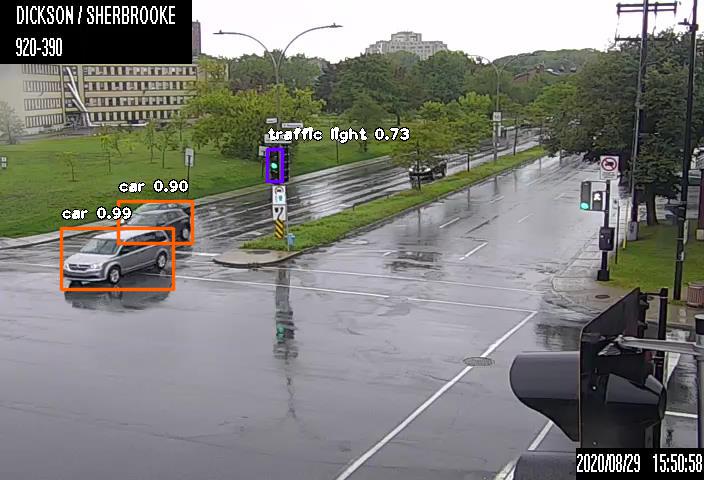 DICKSON / SHERBROOKE
920-390
traffic light 0.73
car 0.90
car 0.99
2020/08/29 15:50:58